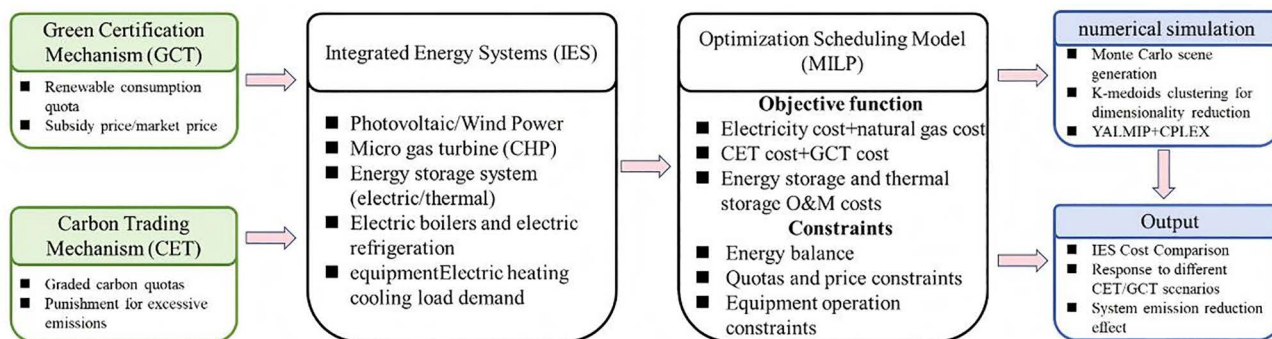 Green Certification
Mechanism (GCT)
■ Renewable consumption
quota
■ Subsidy price/market price
Carbon Trading
Mechanism (CET)
■ Graded carbon quotas
■ Punishment for excessive
emissions
Integrated Energy Systems (IES)
■ Photovoltaic/Wind Power
■ Micro gas turbine (CHP)
■ Energy storage system
(electric/thermal)
■ Electric boilers and electric
refrigeration
■ equipmentElectric heating
cooling load demand
Optimization Scheduling Model
(MILP)
Objective function
■ Electricity cost+natural gas cost
■ CET cost+GCT cost
■ Energy storage and thermal
storage O&M costs
Constraints
■ Energy balance
■ Quotas and price constraints
■ Equipment operation
constraints
numerical simulation
■ Monte Carlo scene
generation
■ K-medoids clustering for
dimensionality reduction
■ YALMIP+CPLEX
Output
■ IES Cost Comparison
■ Response to different
CET/GCT scenarios
■ System emission reduction
effect